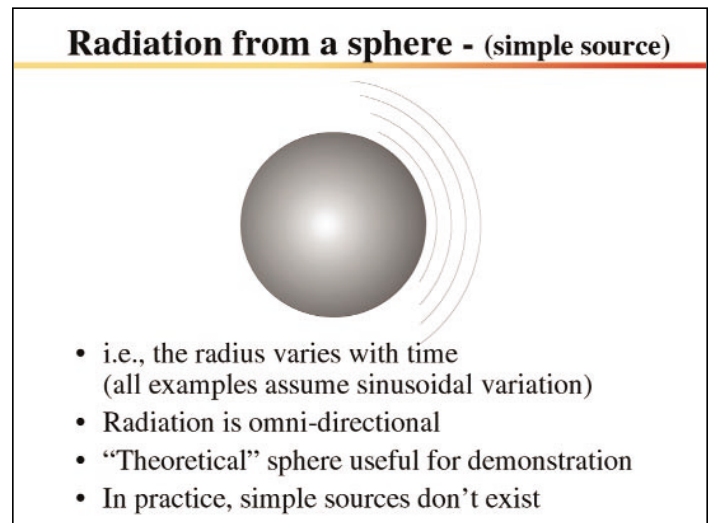 Radiation from a sphere - (simple source)
• i.e., the radius varies with time
(all examples assume sinusoidal variation)
• Radiation is omni-directional
• “Theoretical” sphere useful for demonstration
• In practice, simple sources don’t exist